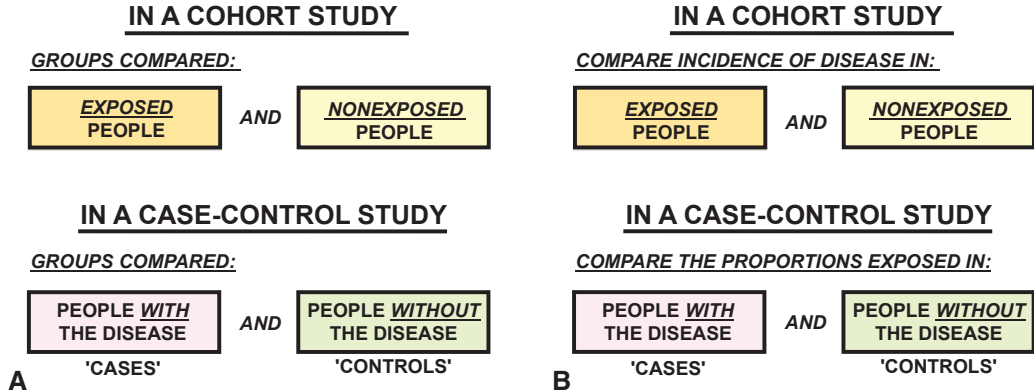 IN A COHORT STUDY
GROUPS COMPARED:
EXPOSED
PEOPLE
AND
NONEXPOSED
PEOPLE
IN A CASE-CONTROL STUDY
GROUPS COMPARED:
PEOPLE WITH
THE DISEASE
AND
PEOPLE WITHOUT
THE DISEASE
'CASES'
'CONTROLS'
A
IN A COHORT STUDY
COMPARE INCIDENCE OF DISEASE IN:
EXPOSED
PEOPLE
AND
NONEXPOSED
PEOPLE
IN A CASE-CONTROL STUDY
COMPARE THE PROPORTIONS EXPOSED IN:
PEOPLE WITH
THE DISEASE
AND
PEOPLE WITHOUT
THE DISEASE
'CASES'
'CONTROLS'
B